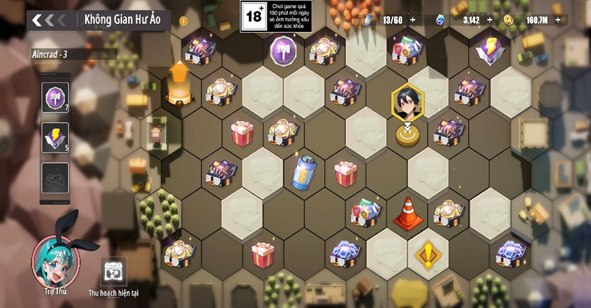 Không Gian Hư Ảo
18+
Chơi game quá
180 phút mỗi ngày
sẽ ảnh hưởng xấu
đến sức khỏe
13/60 + 3.142 + 160.7M +
Aincrad - 3
5
Trợ Thủ
Thu hoạch hiện tại